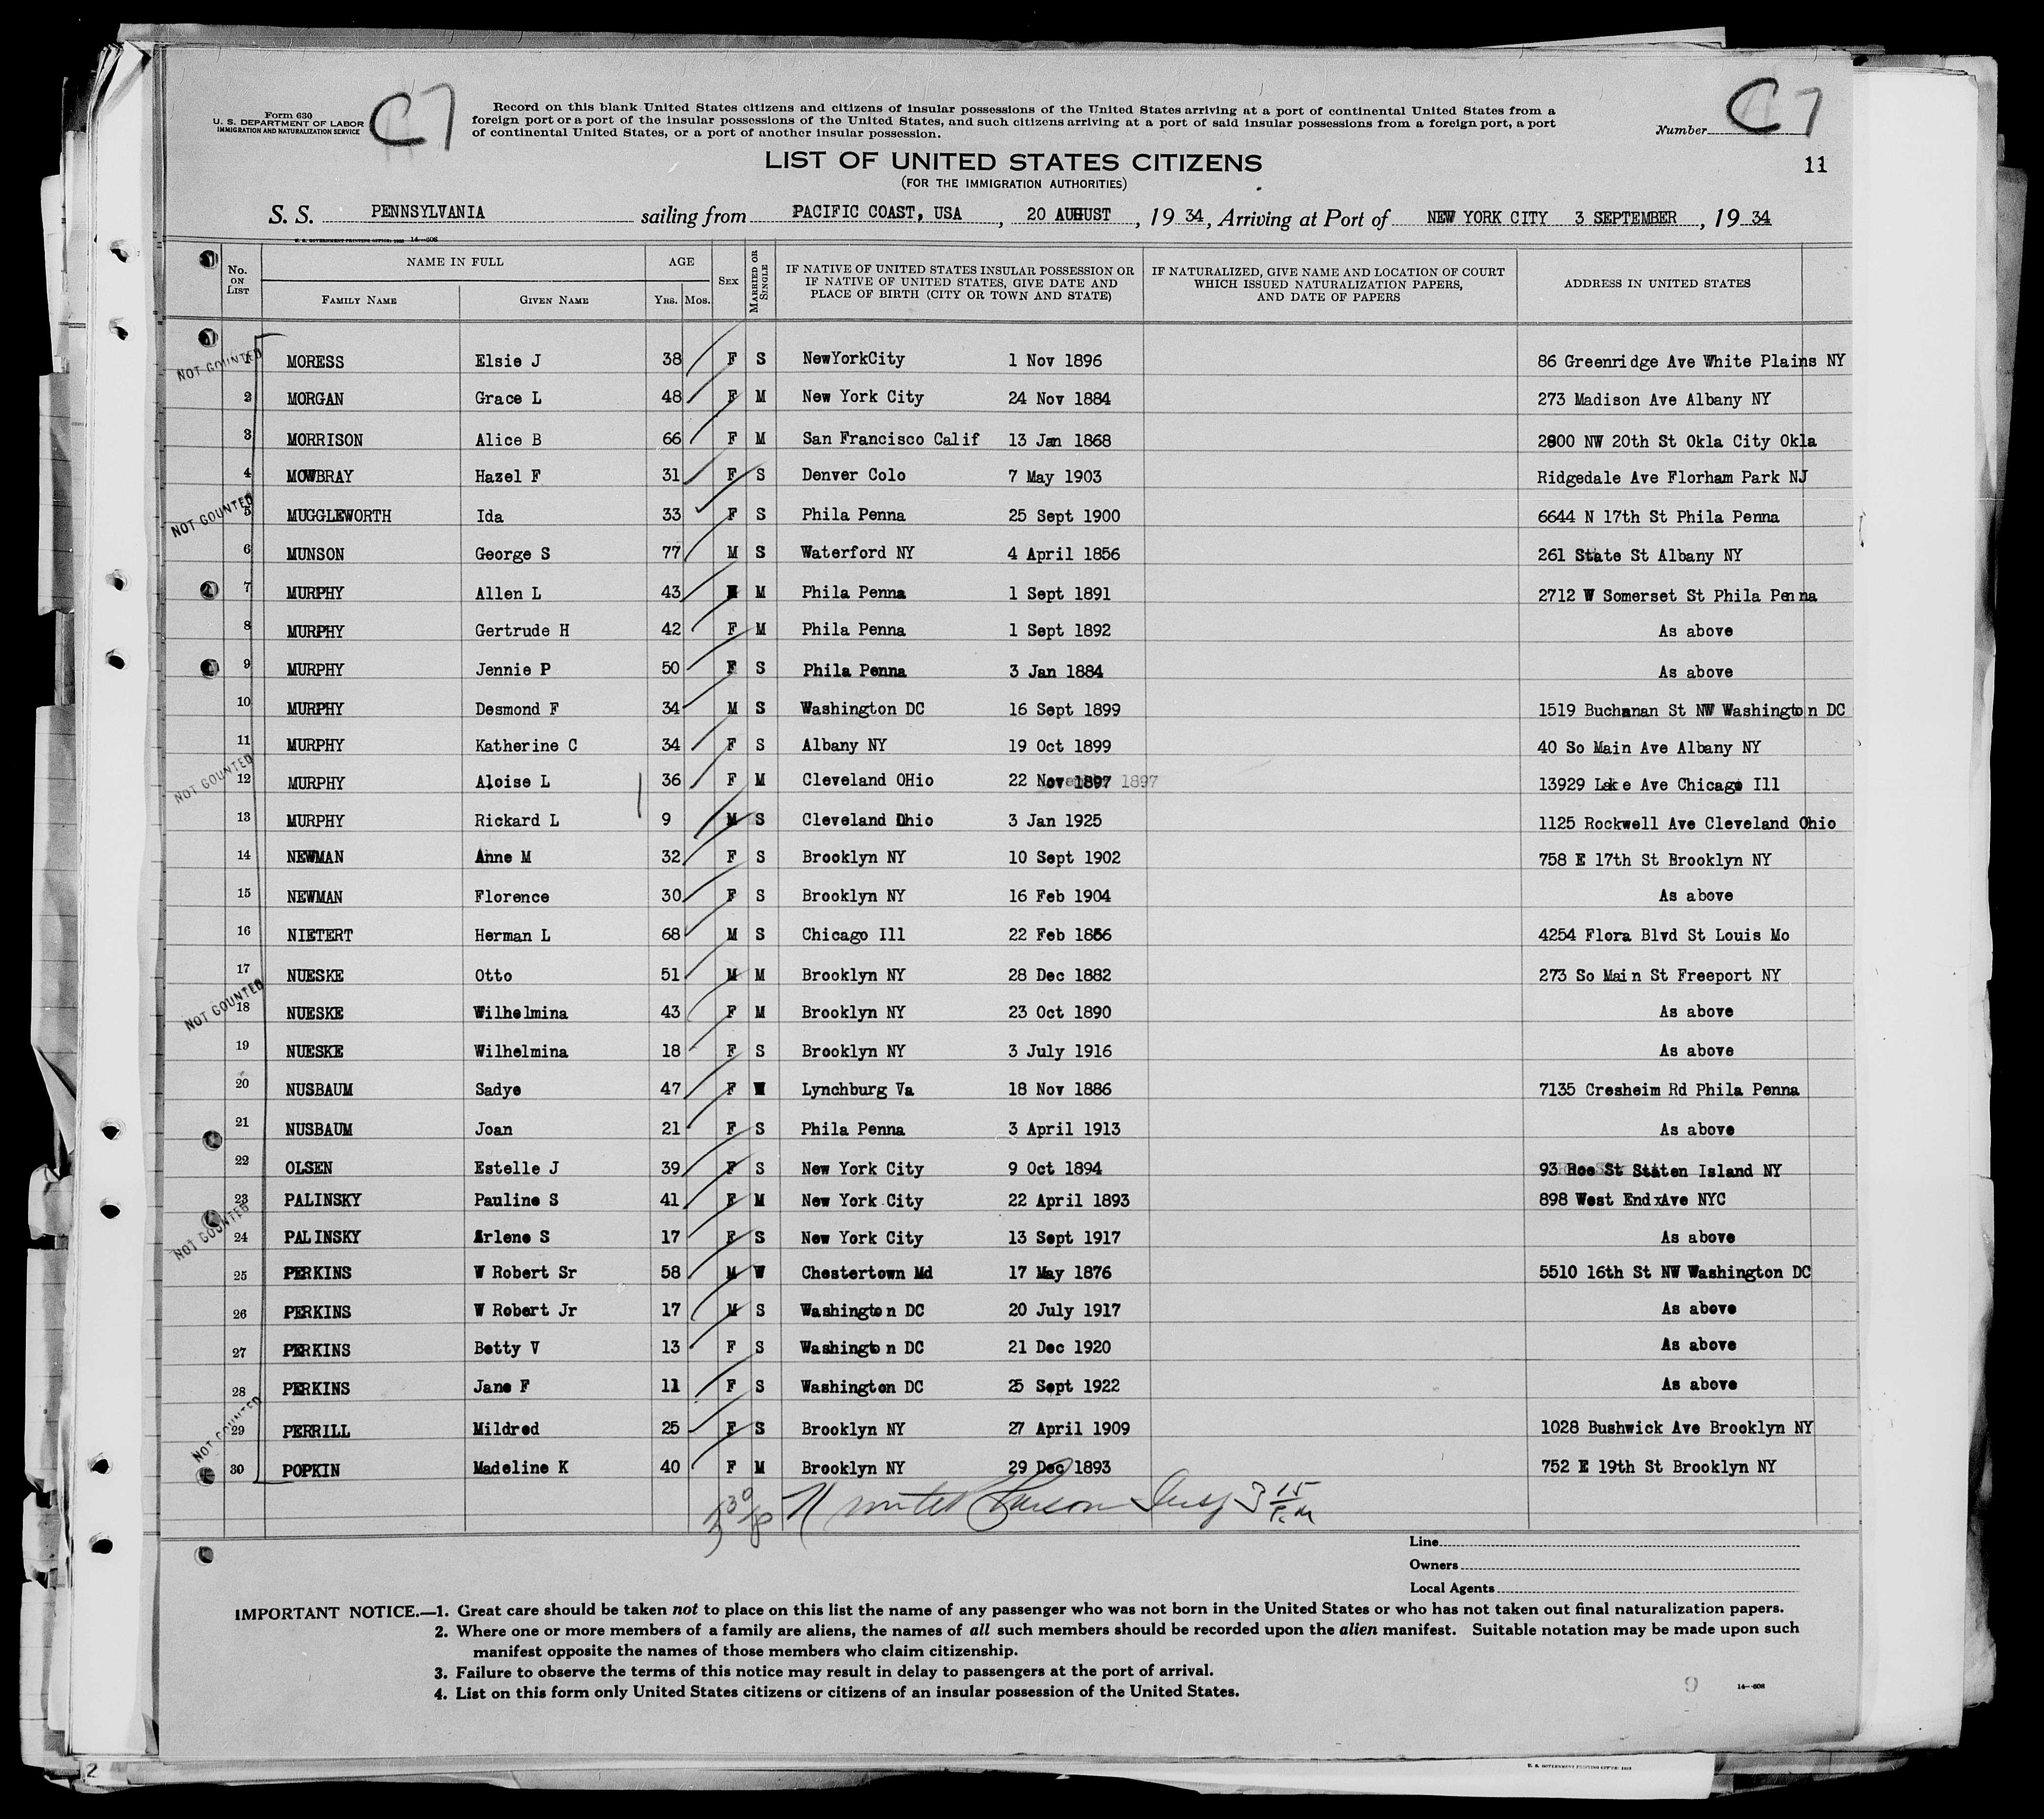 Form 630
U. S. DEPARTMENT OF LABOR
IMMIGRATION AND NATURALIZATION SERVICE
C7
Record on this blank United States citizens and citizens of insular possessions of the United States arriving at a port of continental United States from a
foreign port or a port of the insular possessions of the United States, and such citizens arriving at a port of said insular possessions from a foreign port, a port
of continental United States, or a port of another insular possession.
Number C7
LIST OF UNITED STATES CITIZENS
(FOR THE IMMIGRATION AUTHORITIES)
11
S. S. PENNSYLVANIA sailing from PACIFIC COAST, USA, 20 AUGUST, 1934, Arriving at Port of NEW YORK CITY 3 SEPTEMBER, 1934
U. S. GOVERNMENT PRINTING OFFICE: 14—608
No. ON LIST NAME IN FULL FAMILY NAME GIVEN NAME AGE YRS. MOS. SEX MARRIED OR SINGLE IF NATIVE OF UNITED STATES INSULAR POSSESSION OR IF NATIVE OF UNITED STATES, GIVE DATE AND PLACE OF BIRTH (CITY OR TOWN AND STATE) IF NATURALIZED, GIVE NAME AND LOCATION OF COURT WHICH ISSUED NATURALIZATION PAPERS, AND DATE OF PAPERS ADDRESS IN UNITED STATES
NOT COUNTED
1 MORESS Elsie J 38 F S NewYorkCity 1 Nov 1896 86 Greenridge Ave White Plains NY
2 MORGAN Grace L 48 F M New York City 24 Nov 1884 273 Madison Ave Albany NY
3 MORRISON Alice B 66 F M San Francisco Calif 13 Jan 1868 2900 NW 20th St Okla City Okla
4 MOWBRAY Hazel F 31 F S Denver Colo 7 May 1903 Ridgedale Ave Florham Park NJ
NOT COUNTED
5 MUGGLEWORTH Ida 33 F S Phila Penna 25 Sept 1900 6644 N 17th St Phila Penna
6 MUNSON George S 77 M S Waterford NY 4 April 1856 261 State St Albany NY
7 MURPHY Allen L 43 M M Phila Penna 1 Sept 1891 2712 W Somerset St Phila Penna
8 MURPHY Gertrude H 42 F M Phila Penna 1 Sept 1892 As above
9 MURPHY Jennie P 50 F S Phila Penna 3 Jan 1884 As above
10 MURPHY Desmond F 34 M S Washington DC 16 Sept 1899 1519 Buchanan St NW Washington DC
11 MURPHY Katherine C 34 F S Albany NY 19 Oct 1899 40 So Main Ave Albany NY
NOT COUNTED
12 MURPHY Aloise L 36 F M Cleveland OHio 22 Nov 1897 1897 13929 Lake Ave Chicago Ill
13 MURPHY Rickard L 9 M S Cleveland Ohio 3 Jan 1925 1125 Rockwell Ave Cleveland Ohio
14 NEWMAN Anne M 32 F S Brooklyn NY 10 Sept 1902 758 E 17th St Brooklyn NY
15 NEWMAN Florence 30 F S Brooklyn NY 16 Feb 1904 As above
16 NIETERT Herman L 68 M S Chicago Ill 22 Feb 1866 4254 Flora Blvd St Louis Mo
17 NUESKE Otto 51 M M Brooklyn NY 28 Dec 1882 273 So Main St Freeport NY
NOT COUNTED
18 NUESKE Wilhelmina 43 F M Brooklyn NY 23 Oct 1890 As above
19 NUESKE Wilhelmina 18 F S Brooklyn NY 3 July 1916 As above
20 NUSBAUM Sadye 47 F W Lynchburg Va 18 Nov 1886 7135 Cresheim Rd Phila Penna
21 NUSBAUM Joan 21 F S Phila Penna 3 April 1913 As above
22 OLSEN Estelle J 39 F S New York City 9 Oct 1894 93 Roe St Staten Island NY
23 PALINSKY Pauline S 41 F M New York City 22 April 1893 898 West EndxAve NYC
NOT COUNTED
24 PALINSKY Arlene S 17 F S New York City 13 Sept 1917 As above
25 PERKINS W Robert Sr 58 M W Chestertown Md 17 May 1876 5510 16th St NW Washington DC
26 PERKINS W Robert Jr 17 M S Washington DC 20 July 1917 As above
27 PERKINS Betty V 13 F S Washington DC 21 Dec 1920 As above
28 PERKINS Jane F 11 F S Washington DC 25 Sept 1922 As above
NOT COUNTED
29 PERRILL Mildred 25 F S Brooklyn NY 27 April 1909 1028 Bushwick Ave Brooklyn NY
30 POPKIN Madeline K 40 F M Brooklyn NY 29 Dec 1893 752 E 19th St Brooklyn NY
30 Insp 3 15 P.M
Line
Owners
Local Agents
IMPORTANT NOTICE.—1. Great care should be taken not to place on this list the name of any passenger who was not born in the United States or who has not taken out final naturalization papers.
2. Where one or more members of a family are aliens, the names of all such members should be recorded upon the alien manifest. Suitable notation may be made upon such
manifest opposite the names of those members who claim citizenship.
3. Failure to observe the terms of this notice may result in delay to passengers at the port of arrival.
4. List on this form only United States citizens or citizens of an insular possession of the United States.
9
14—608
2
U. S. GOVERNMENT PRINTING OFFICE: